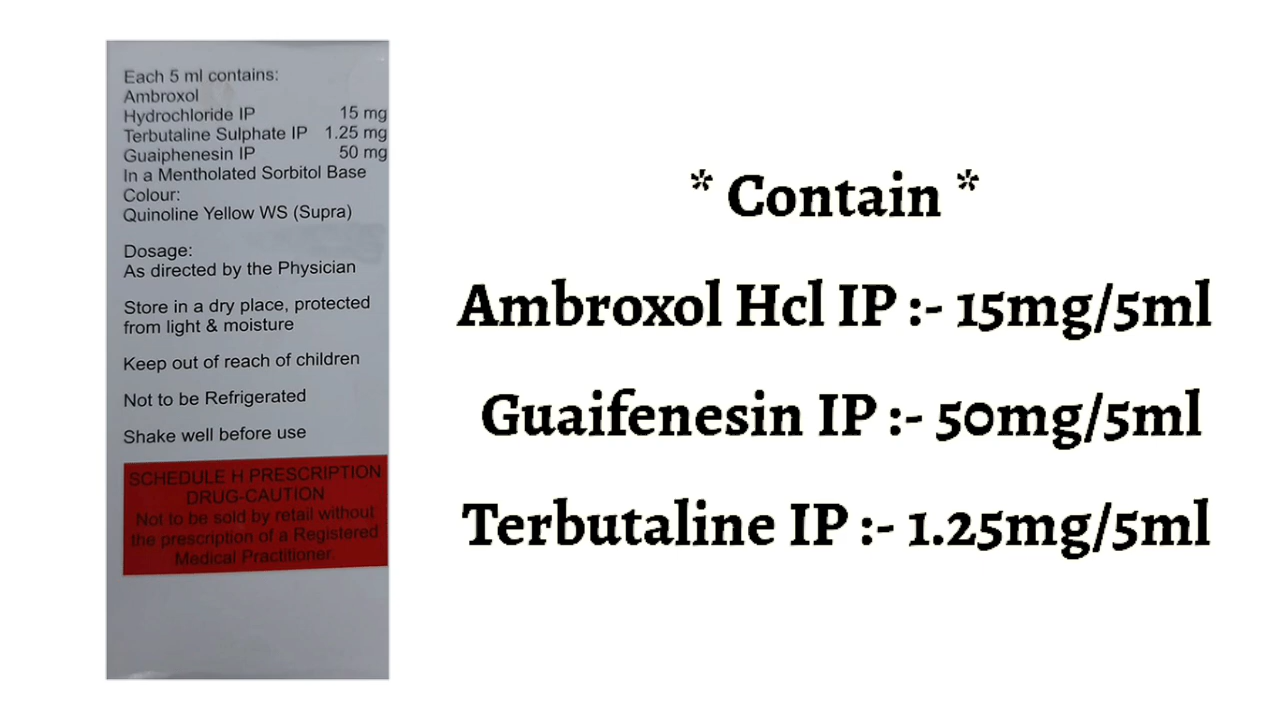 Each 5 ml contains:
Ambroxol
Hydrochloride IP 15 mg
Terbutaline Sulphate IP 1.25 mg
Guaiphenesin IP 50 mg
In a Mentholated Sorbitol Base
Colour:
Quinoline Yellow WS (Supra)
Dosage:
As directed by the Physician
Store in a dry place, protected
from light & moisture
Keep out of reach of children
Not to be Refrigerated
Shake well before use
SCHEDULE H PRESCRIPTION
DRUG-CAUTION
Not to be sold by retail without
the prescription of a Registered
Medical Practitioner.
* Contain *
Ambroxol Hcl IP :- 15mg/5ml
Guaifenesin IP :- 50mg/5ml
Terbutaline IP :- 1.25mg/5ml